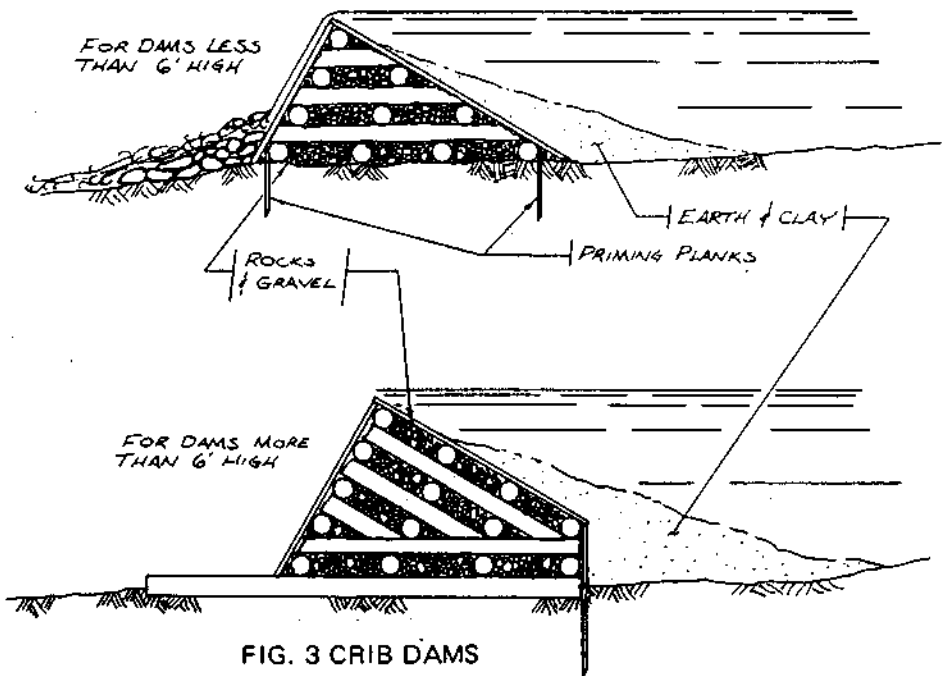 FOR DAMS LESS
THAN 6' HIGH
EARTH & CLAY
PRIMING PLANKS
ROCKS
& GRAVEL
FOR DAMS MORE
THAN 6' HIGH
FIG. 3 CRIB DAMS